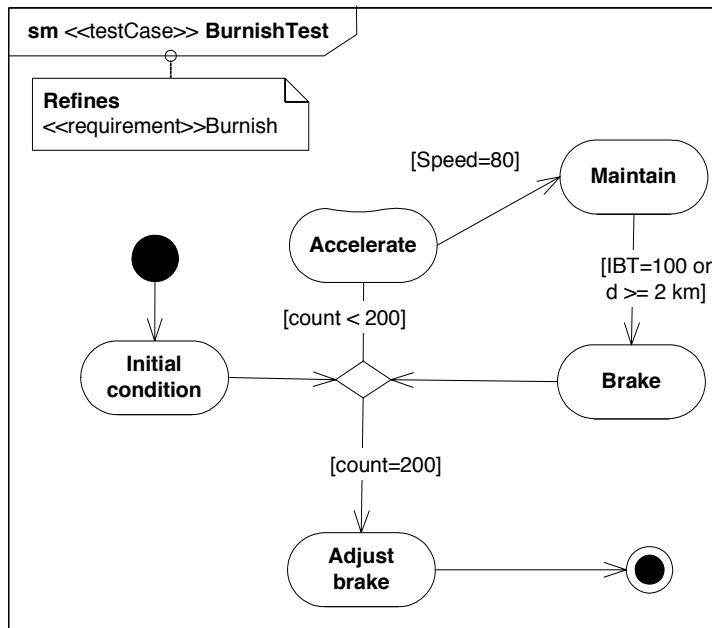 sm <<testCase>> BurnishTest
Refines
<<requirement>>Burnish
[Speed=80]
Maintain
Accelerate
[IBT=100 or
d >= 2 km]
[count < 200]
Initial
condition
Brake
[count=200]
Adjust
brake